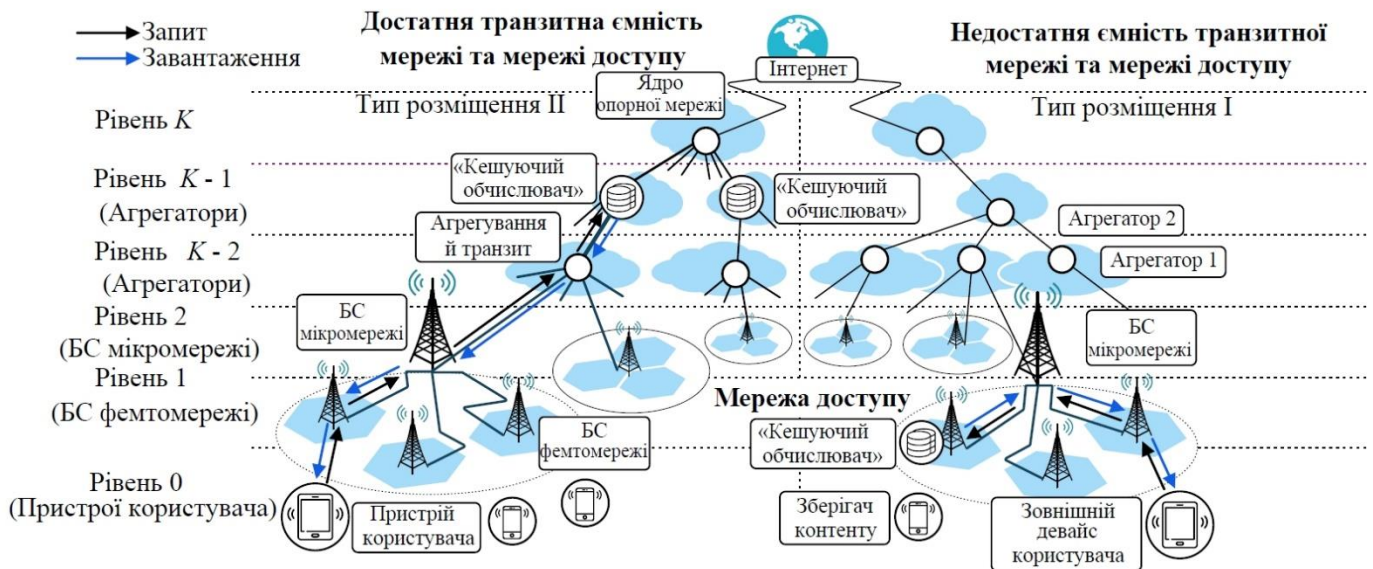 Запит
Завантаження
Достатня транзитна ємність
мережі та мережі доступу
Інтернет
Недостатня ємність транзитної
мережі та мережі доступу
Тип розміщення II
Ядро
опорної мережі
Тип розміщення I
Рівень K
Рівень K - 1
(Агрегатори)
«Кешуючий
обчислювач»
«Кешуючий
обчислювач»
Агрегатор 2
Агрегування
й транзит
Рівень K - 2
(Агрегатори)
Агрегатор 1
Рівень 2
(БС мікромережі)
БС
мікромережі
БС
мікромережі
Рівень 1
(БС фемтомережі)
Мережа доступу
БС
фемтомережі
«Кешуючий
обчислювач»
Рівень 0
(Пристрої користувача)
Пристрій
користувача
Зберігач
контенту
Зовнішній
девайс
користувача